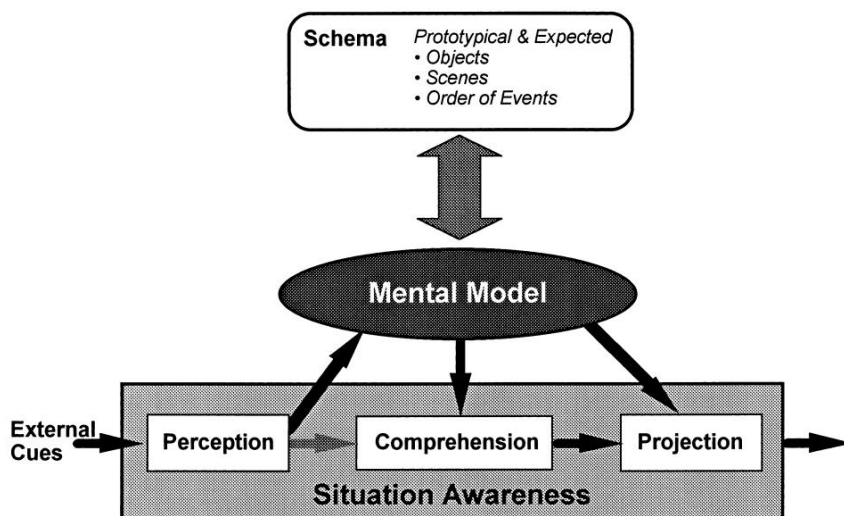 Schema Prototypical & Expected
• Objects
• Scenes
• Order of Events
Mental Model
External
Cues
Perception
Comprehension
Projection
Situation Awareness